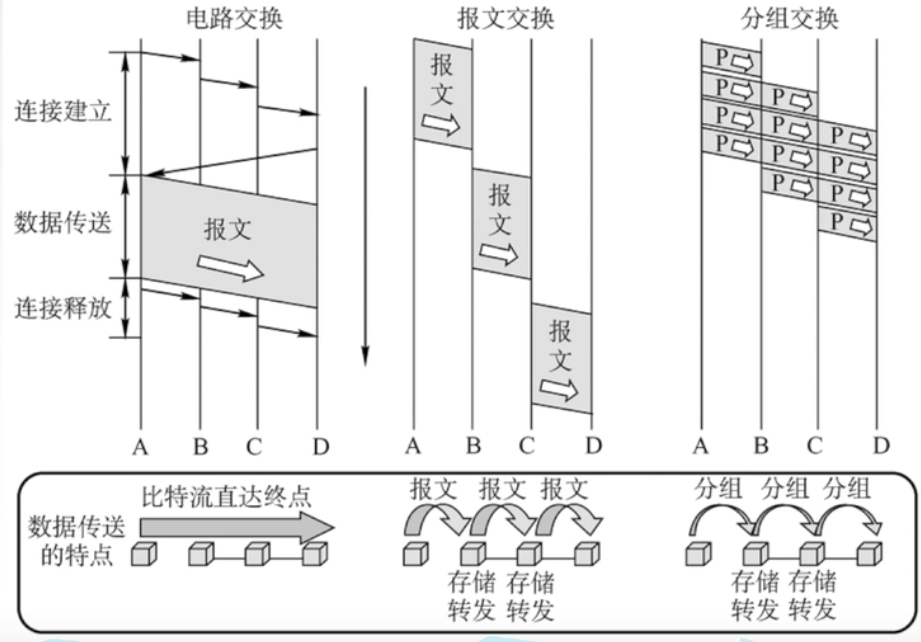 电路交换
报文交换
分组交换
连接建立
数据传送
连接释放
报文
A B C D
报文
报文
报文
A B C D
P
P P
P P P
P P P
P P
P
A B C D
数据传送
的特点
比特流直达终点
报文 报文 报文
存储 存储
转发 转发
分组 分组 分组
存储 存储
转发 转发